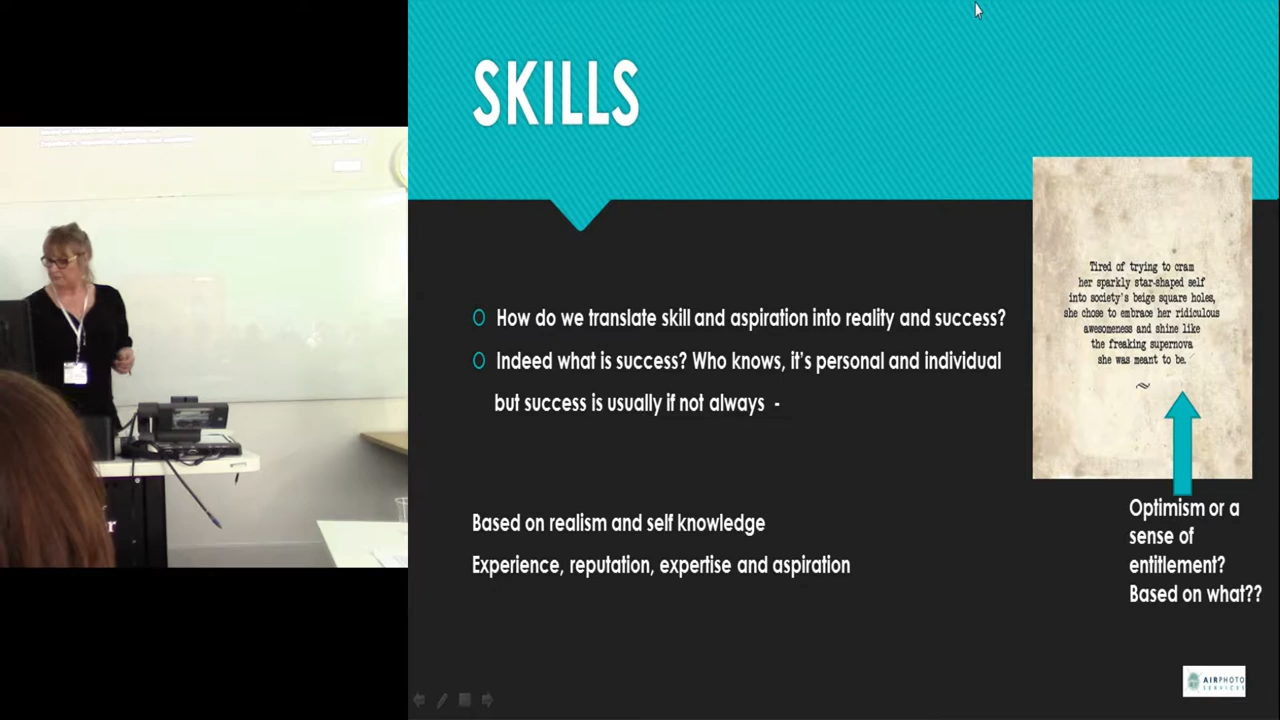 SKILLS
How do we translate skill and aspiration into reality and success?
Indeed what is success? Who knows, it's personal and individual
but success is usually if not always -
Based on realism and self knowledge
Experience, reputation, expertise and aspiration
Tired of trying to cram
her sparkly star-shaped self
into society's beige square holes,
she chose to embrace her ridiculous
awesomeness and shine like
the freaking supernova
she was meant to be.
~
Optimism or a
sense of
entitlement?
Based on what??
AIRPHOTO
SERVICES